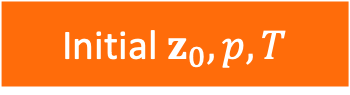 Initial 𝐳₀, 𝑝, 𝑇